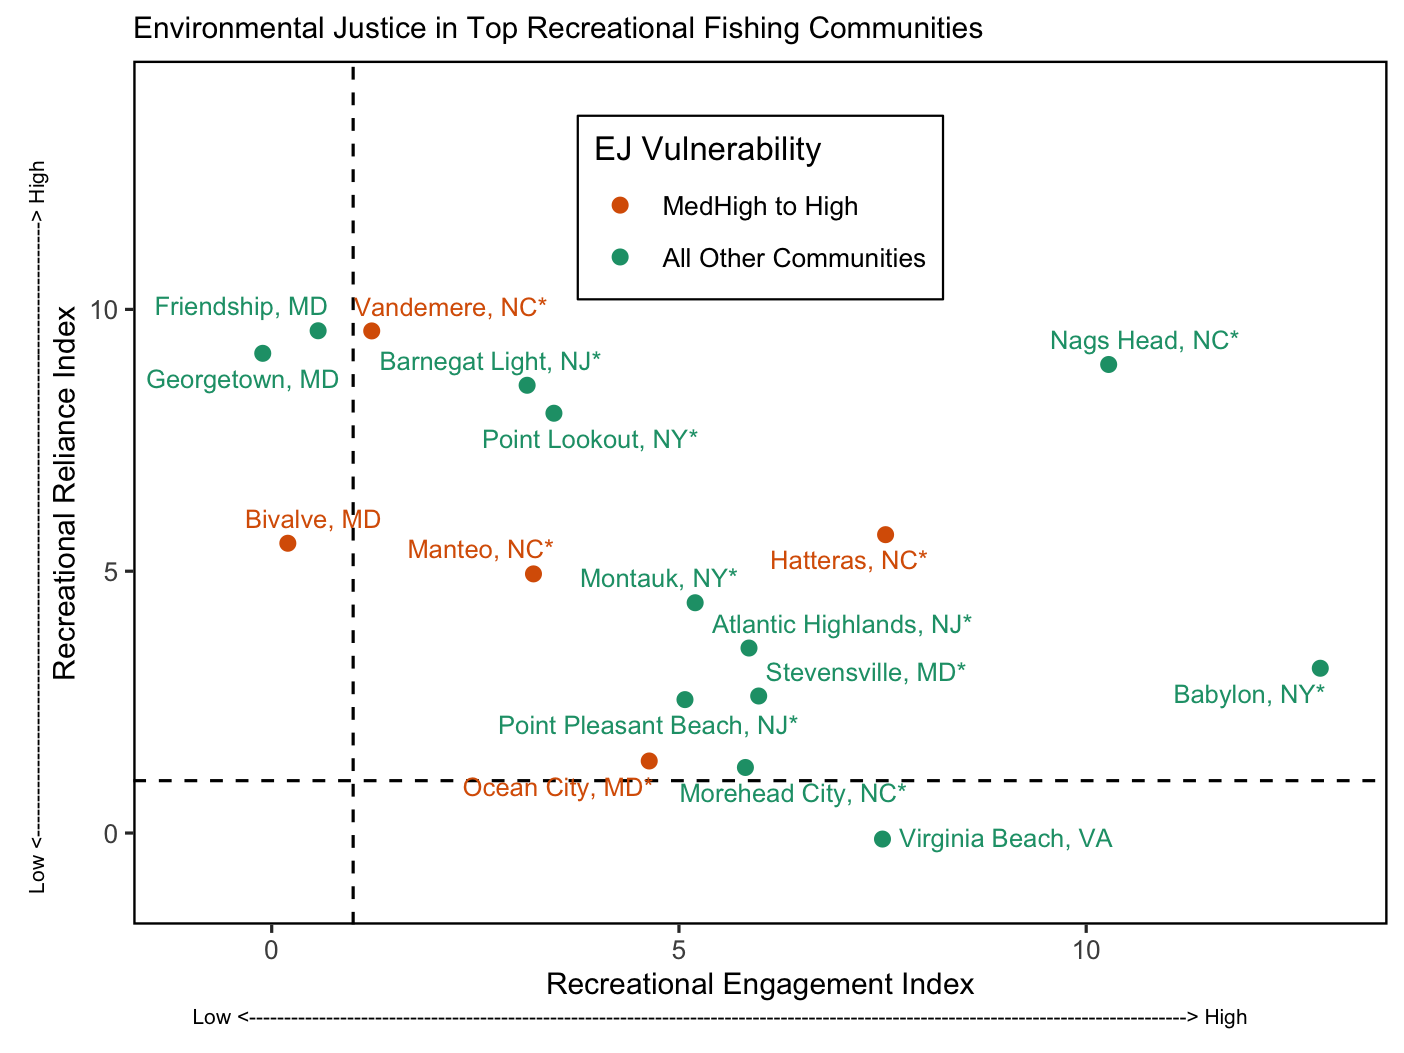 Environmental Justice in Top Recreational Fishing Communities
EJ Vulnerability
MedHigh to High
All Other Communities
Friendship, MD
Vandemere, NC*
Nags Head, NC*
Barnegat Light, NJ*
Georgetown, MD
Point Lookout, NY*
Bivalve, MD
Manteo, NC*
Hatteras, NC*
Montauk, NY*
Atlantic Highlands, NJ*
Stevensville, MD*
Babylon, NY*
Point Pleasant Beach, NJ*
Ocean City, MD*
Morehead City, NC*
Virginia Beach, VA
10
5
0
Recreational Reliance Index
Low <-----------------------------------------------------------------------------------------> High
0
5
10
Recreational Engagement Index
Low <--------------------------------------------------------------------------------------------------------------------------------------> High